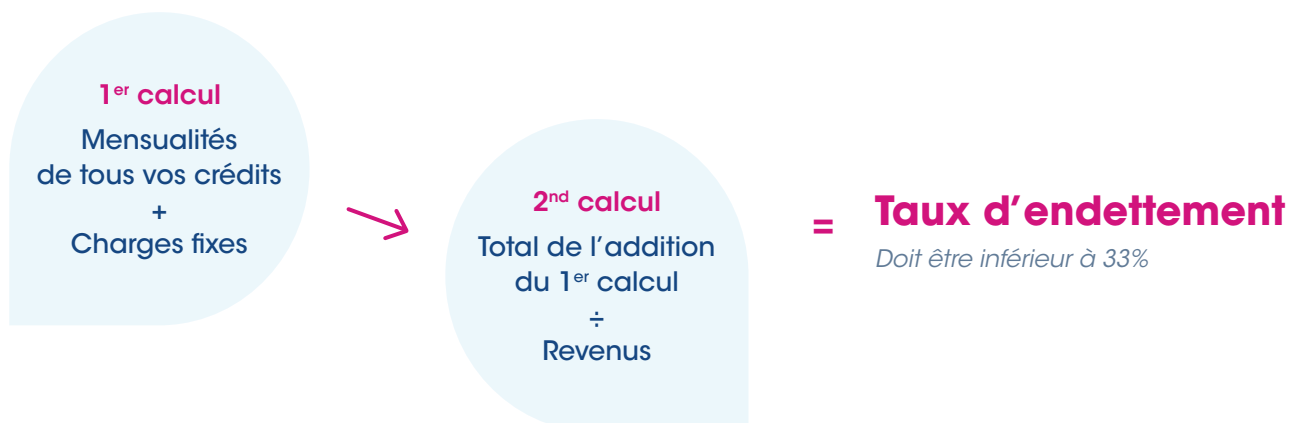 1er calcul
Mensualités
de tous vos crédits
+
Charges fixes
2nd calcul
Total de l’addition
du 1er calcul
÷
Revenus
=
Taux d’endettement
Doit être inférieur à 33%